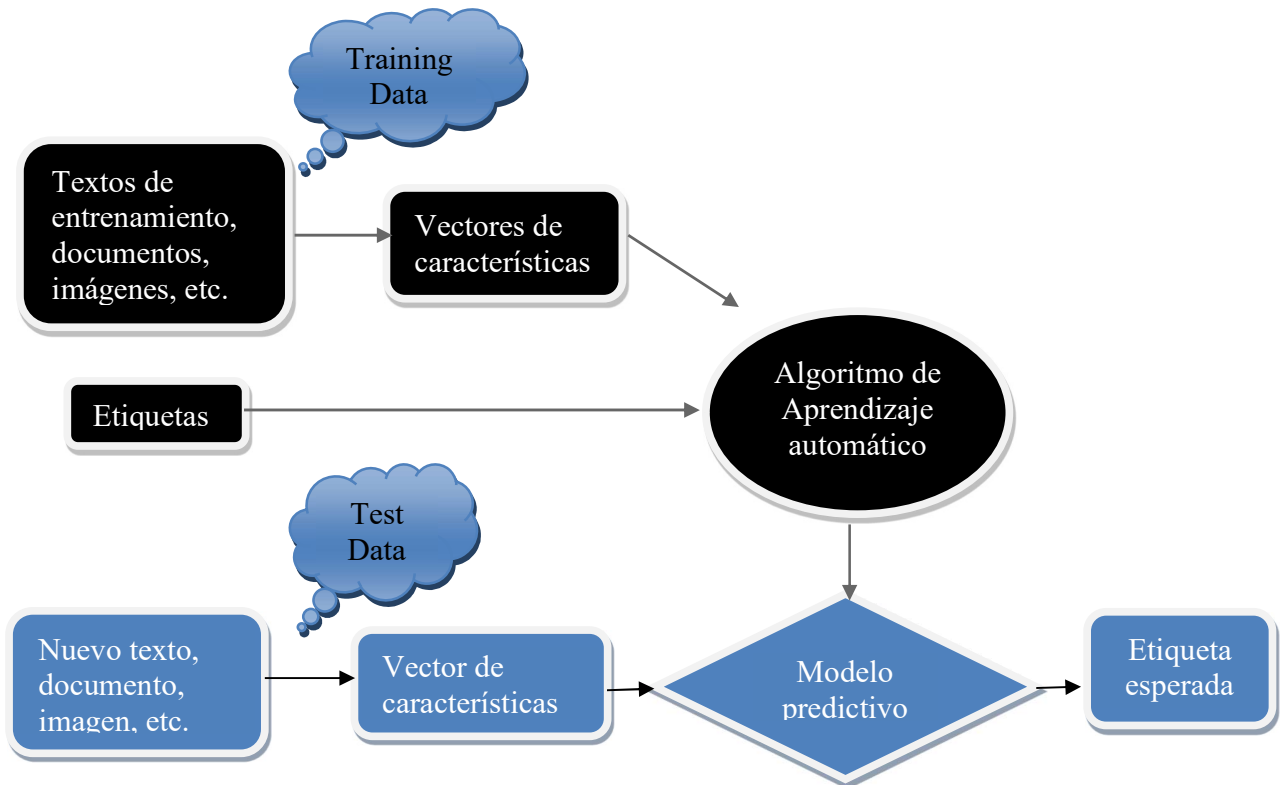 Training
Data
Textos de
entrenamiento,
documentos,
imágenes, etc.
Vectores de
características
Etiquetas
Algoritmo de
Aprendizaje
automático
Test
Data
Nuevo texto,
documento,
imagen, etc.
Vector de
características
Modelo
predictivo
Etiqueta
esperada